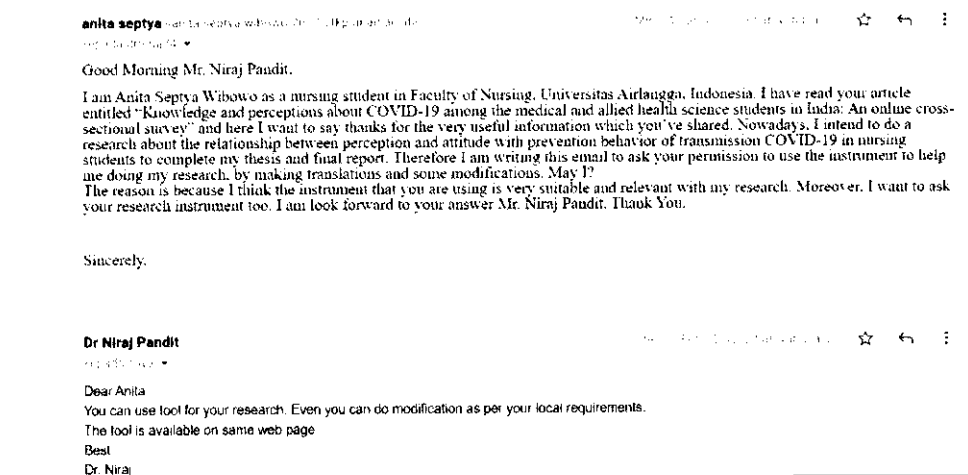 anita septya
Good Morning Mr. Niraj Pandit.
I am Anita Septya Wibowo as a nursing student in Faculty of Nursing, Universitas Airlangga, Indonesia. I have read your article
entitled "Knowledge and perceptions about COVID-19 among the medical and allied health science students in India: An online cross-
sectional survey" and here I want to say thanks for the very useful information which you've shared. Nowadays, I intend to do a
research about the relationship between perception and attitude with prevention behavior of transmission COVID-19 in nursing
students to complete my thesis and final report. Therefore I am writing this email to ask your permission to use the instrument to help
me doing my research, by making translations and some modifications. May I?
The reason is because I think the instrument that you are using is very suitable and relevant with my research. Moreover, I want to ask
your research instrument too. I am look forward to your answer Mr. Niraj Pandit. Thank You.
Sincerely.
Dr Niraj Pandit
Dear Anita
You can use tool for your research. Even you can do modification as per your local requirements.
The tool is available on same web page
Best
Dr. Niraj